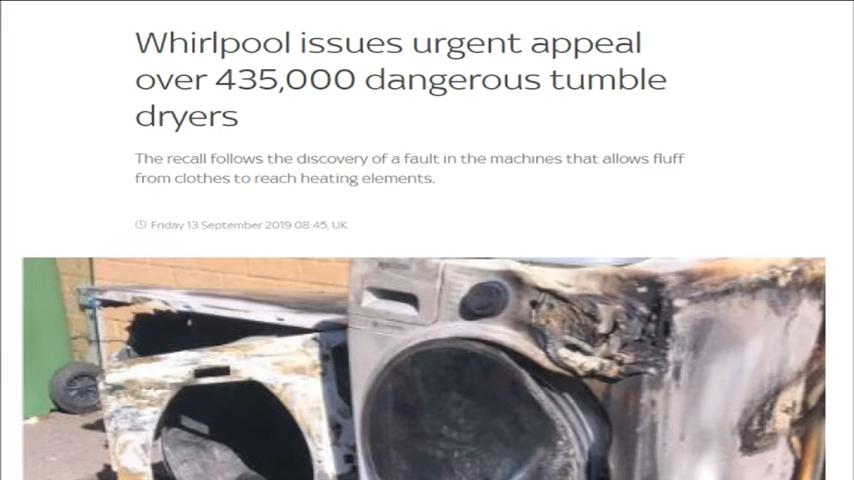 Whirlpool issues urgent appeal
over 435,000 dangerous tumble
dryers
The recall follows the discovery of a fault in the machines that allows fluff
from clothes to reach heating elements.
Friday 13 September 2019 08:45, UK